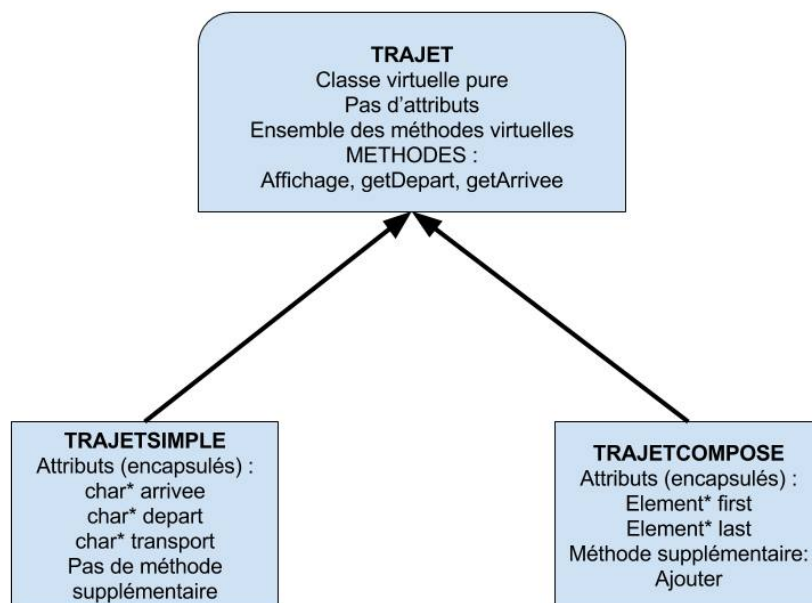 TRAJET
Classe virtuelle pure
Pas d'attributs
Ensemble des méthodes virtuelles
METHODES :
Affichage, getDepart, getArrivee
TRAJETSIMPLE
Attributs (encapsulés) :
char* arrivee
char* depart
char* transport
Pas de méthode
supplémentaire
TRAJETCOMPOSE
Attributs (encapsulés) :
Element* first
Element* last
Méthode supplémentaire:
Ajouter